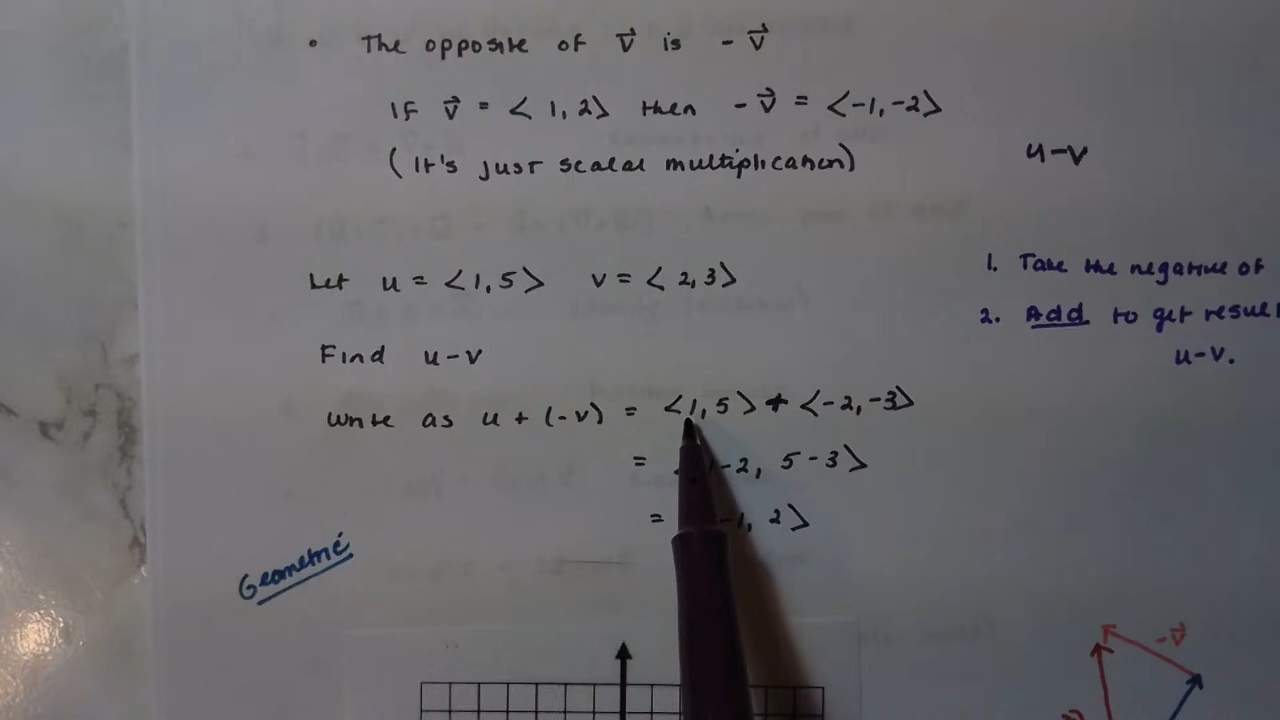 • The opposite of v⃗ is - v⃗
If v⃗ = < 1, 2> then - v⃗ = <-1, -2>
(It's just scalar multiplication)
u-v
Let u = <1, 5> v = < 2, 3>
1. Take the negative of
2. Add to get
Find u-v
u-v.
Write as u + (-v) = <1, 5> + <-2, -3>
= -2, 5-3>
= -1, 2>
Geometric
-v⃗